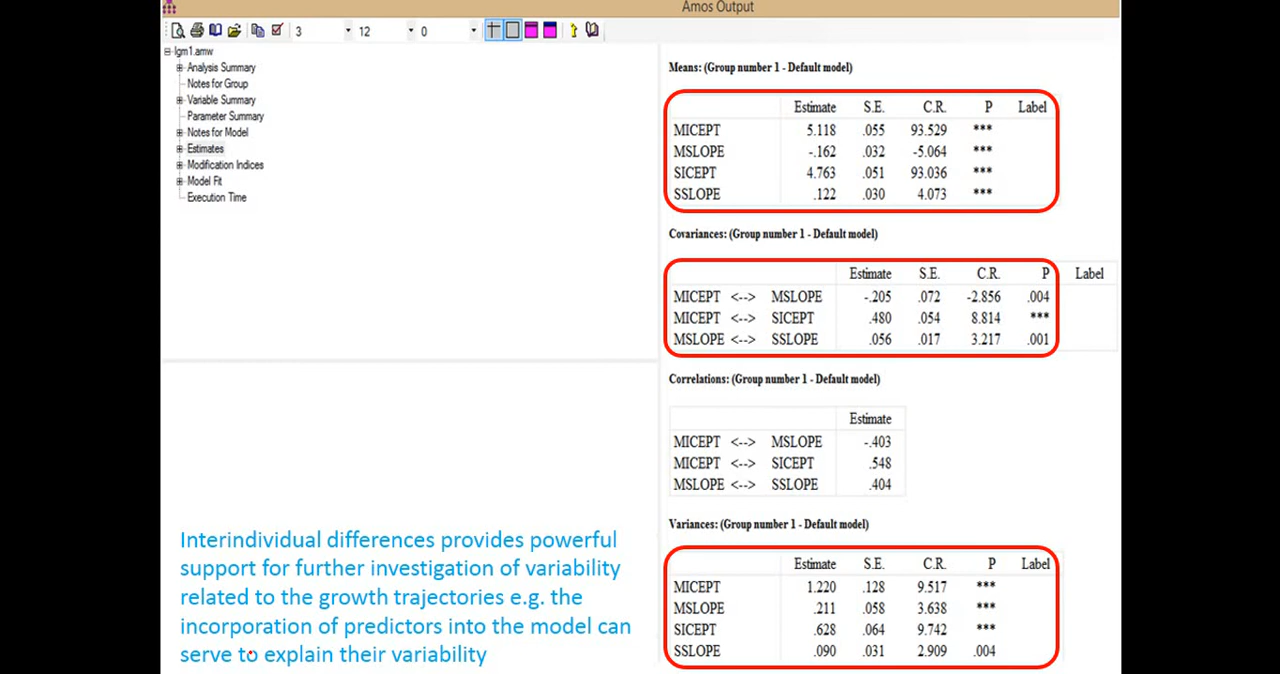 Amos Output
3 12 0
lgm1.amw
Analysis Summary
Notes for Group
Variable Summary
Parameter Summary
Notes for Model
Estimates
Modification Indices
Model Fit
Execution Time
Means: (Group number 1 - Default model)
Estimate S.E. C.R. P Label
MICEPT 5.118 .055 93.529 ***
MSLOPE -.162 .032 -5.064 ***
SICEPT 4.763 .051 93.036 ***
SSLOPE .122 .030 4.073 ***
Covariances: (Group number 1 - Default model)
Estimate S.E. C.R. P Label
MICEPT <--> MSLOPE -.205 .072 -2.856 .004
MICEPT <--> SICEPT .480 .054 8.814 ***
MSLOPE <--> SSLOPE .056 .017 3.217 .001
Correlations: (Group number 1 - Default model)
Estimate
MICEPT <--> MSLOPE -.403
MICEPT <--> SICEPT .548
MSLOPE <--> SSLOPE .404
Variances: (Group number 1 - Default model)
Estimate S.E. C.R. P Label
MICEPT 1.220 .128 9.517 ***
MSLOPE .211 .058 3.638 ***
SICEPT .628 .064 9.742 ***
SSLOPE .090 .031 2.909 .004
Interindividual differences provides powerful
support for further investigation of variability
related to the growth trajectories e.g. the
incorporation of predictors into the model can
serve to explain their variability